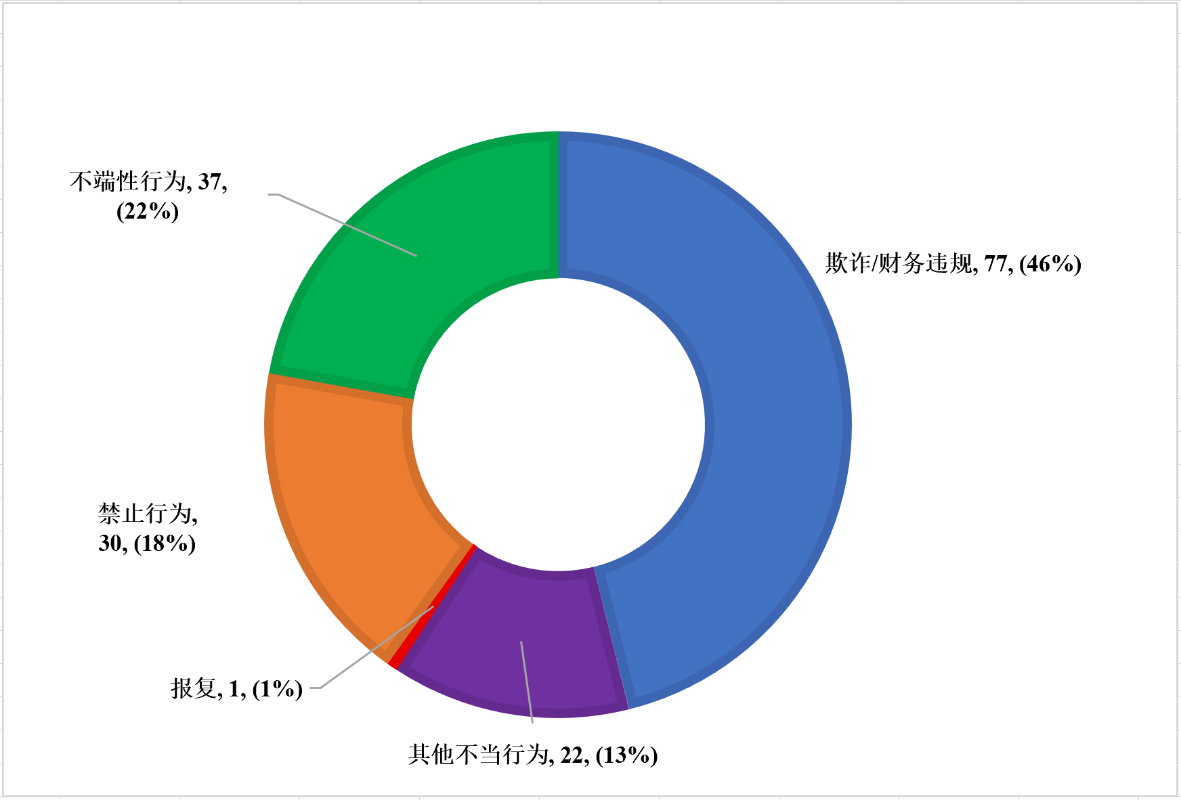 不端性行为, 37,
(22%)
欺诈/财务违规, 77, (46%)
禁止行为,
30, (18%)
报复, 1, (1%)
其他不当行为, 22, (13%)